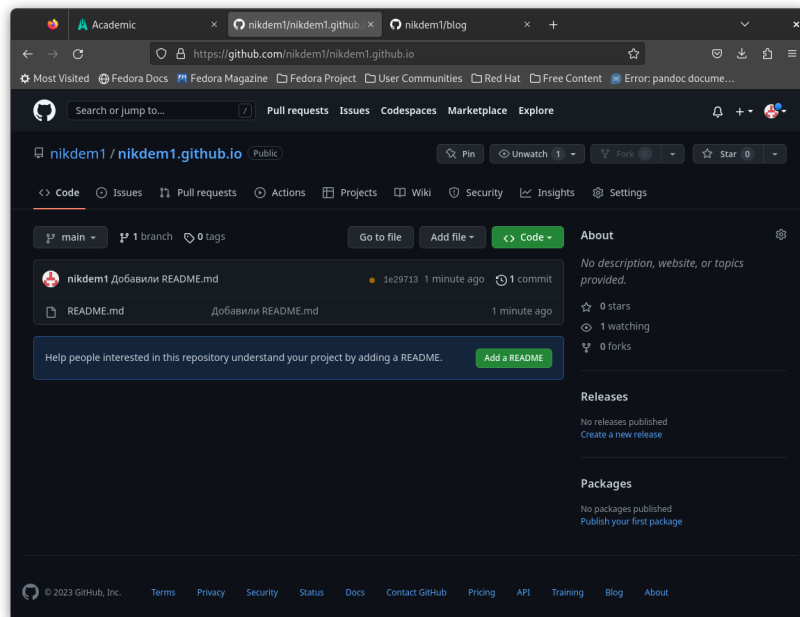 Academic
nikdem1/nikdem1.github.
nikdem1/blog
https://github.com/nikdem1/nikdem1.github.io
Most Visited Fedora Docs Fedora Magazine Fedora Project User Communities Red Hat Free Content Error: pandoc docume…
Search or jump to... / Pull requests Issues Codespaces Marketplace Explore
nikdem1 / nikdem1.github.io Public Pin Unwatch 1 Fork 0 Star 0
Code Issues Pull requests Actions Projects Wiki Security Insights Settings
main 1 branch 0 tags Go to file Add file Code
nikdem1 Добавили README.md 1e29713 1 minute ago 1 commit
README.md Добавили README.md 1 minute ago
Help people interested in this repository understand your project by adding a README. Add a README
About
No description, website, or topics
provided.
0 stars
1 watching
0 forks
Releases
No releases published
Create a new release
Packages
No packages published
Publish your first package
© 2023 GitHub, Inc. Terms Privacy Security Status Docs Contact GitHub Pricing API Training Blog About